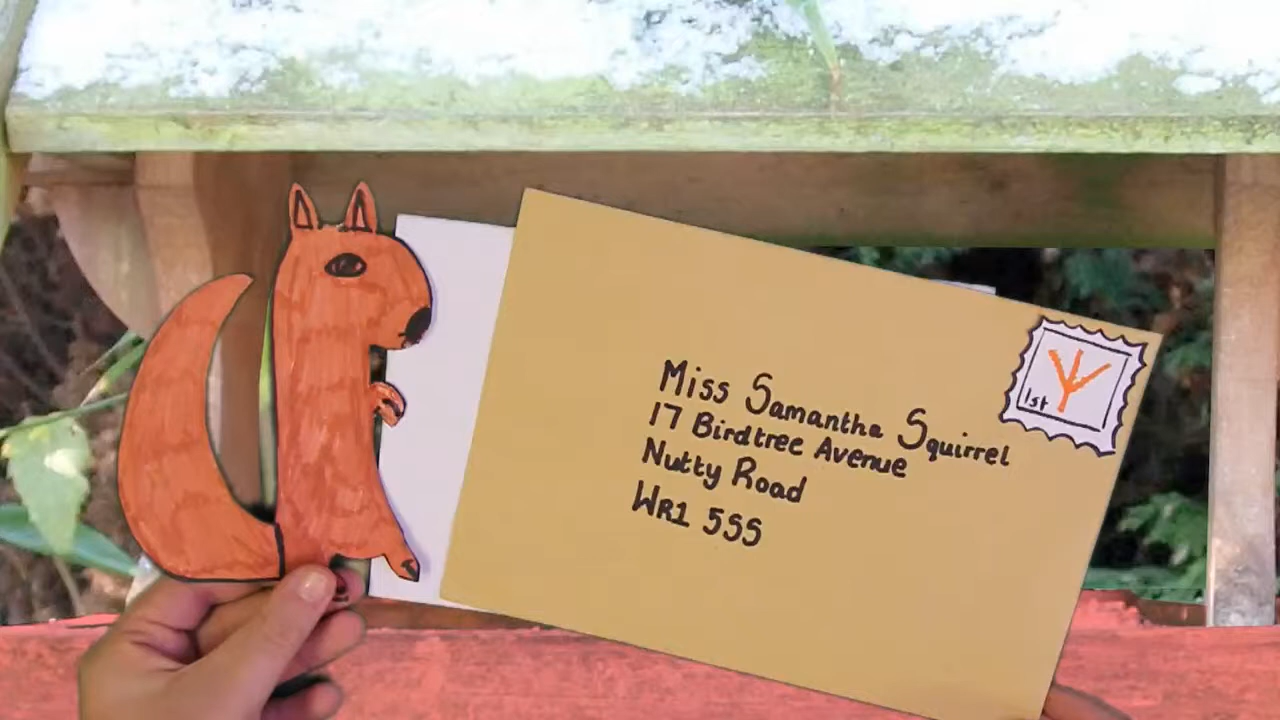 Miss Samantha Squirrel
17 Birdtree Avenue
Nutty Road
WR1 5SS
1st